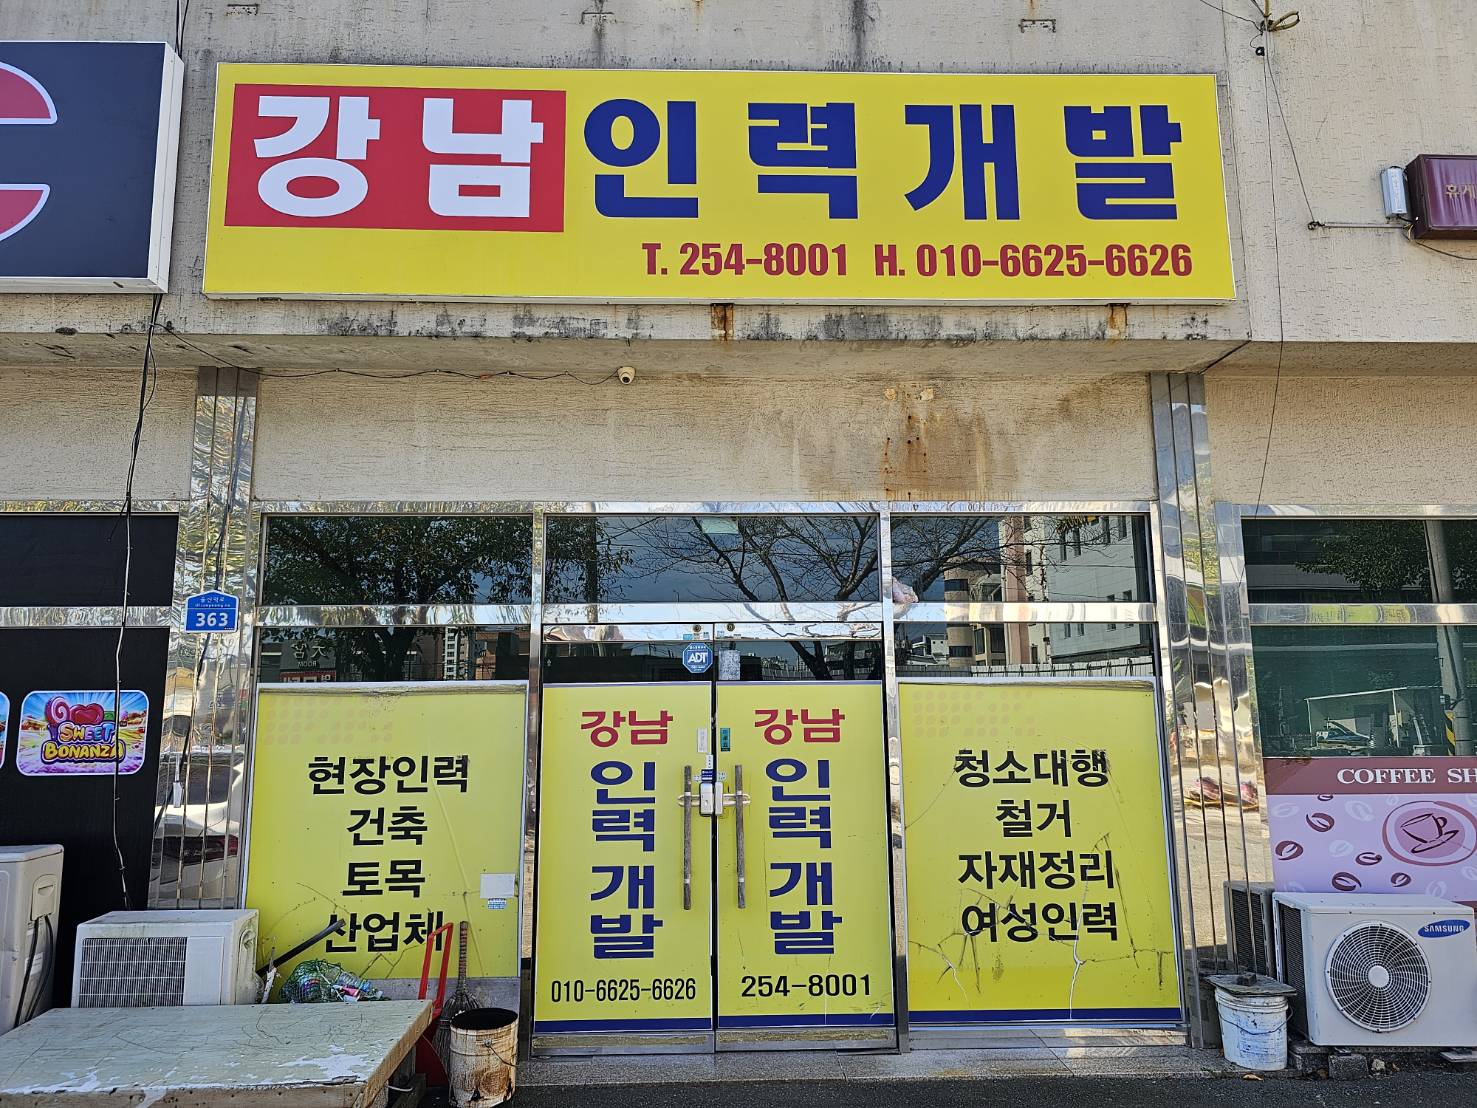 강남인력개발
T. 254-8001 H. 010-6625-6626
휴게
363
ADT
SWEET
BONANZA
현장인력
건축
토목
산업체
강남
인력개발
010-6625-6626
강남
인력개발
254-8001
청소대행
철거
자재정리
여성인력
COFFEE SH
SAMSUNG